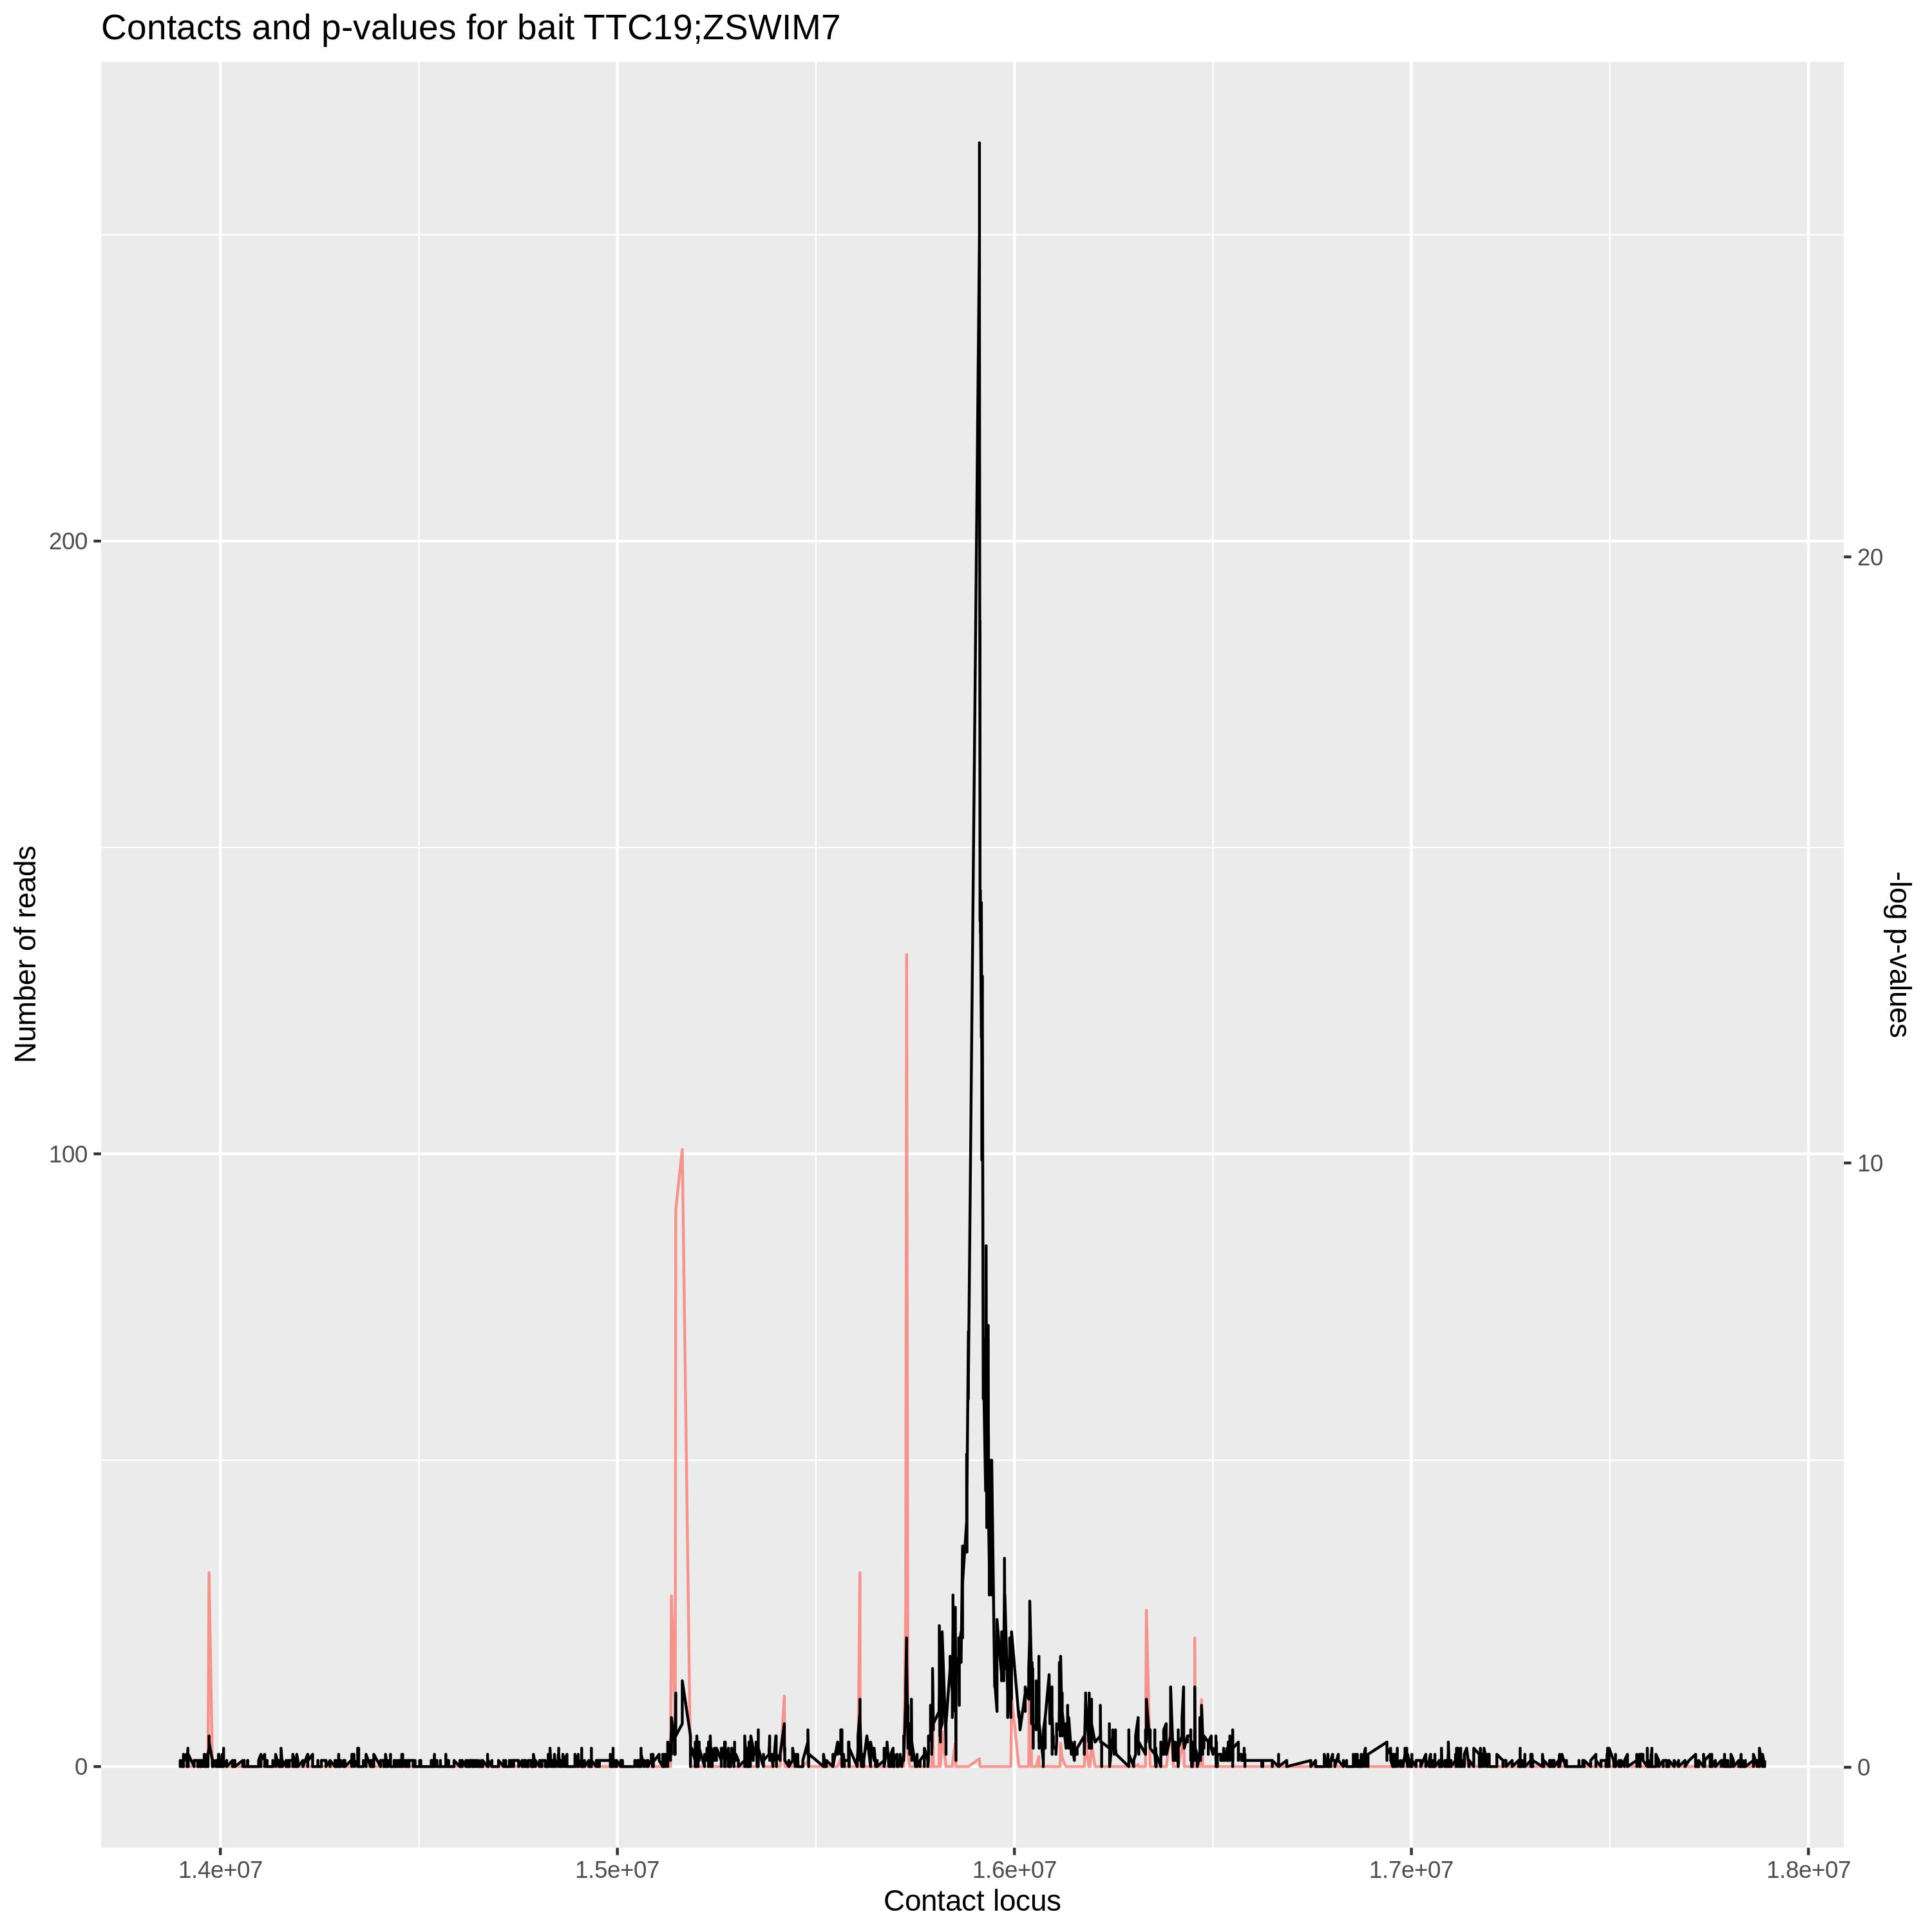 Contacts and p-values for bait TTC19;ZSWIM7
Number of reads
200
100
0
20
10
0
-log p-values
1.4e+07
1.5e+07
1.6e+07
1.7e+07
1.8e+07
Contact locus